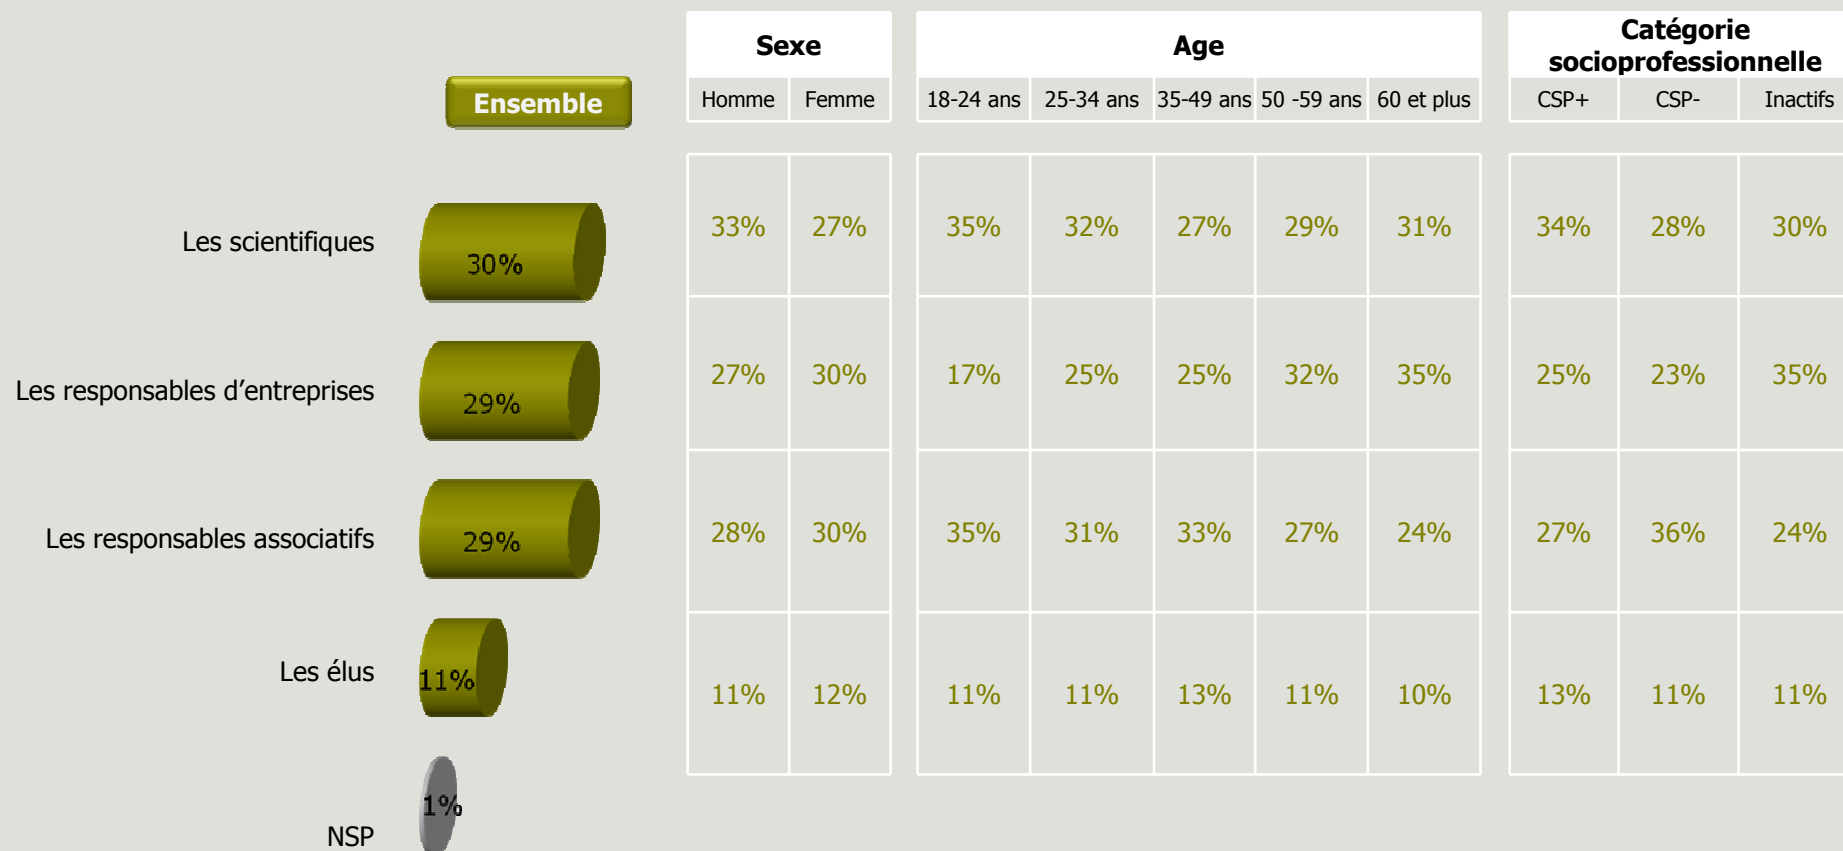 Sexe
Age
Catégorie
socioprofessionnelle
Ensemble
Homme Femme 18-24 ans 25-34 ans 35-49 ans 50 -59 ans 60 et plus CSP+ CSP- Inactifs
Les scientifiques 30% 33% 27% 35% 32% 27% 29% 31% 34% 28% 30%
Les responsables d’entreprises 29% 27% 30% 17% 25% 25% 32% 35% 25% 23% 35%
Les responsables associatifs 29% 28% 30% 35% 31% 33% 27% 24% 27% 36% 24%
Les élus 11% 11% 12% 11% 11% 13% 11% 10% 13% 11% 11%
NSP 1%